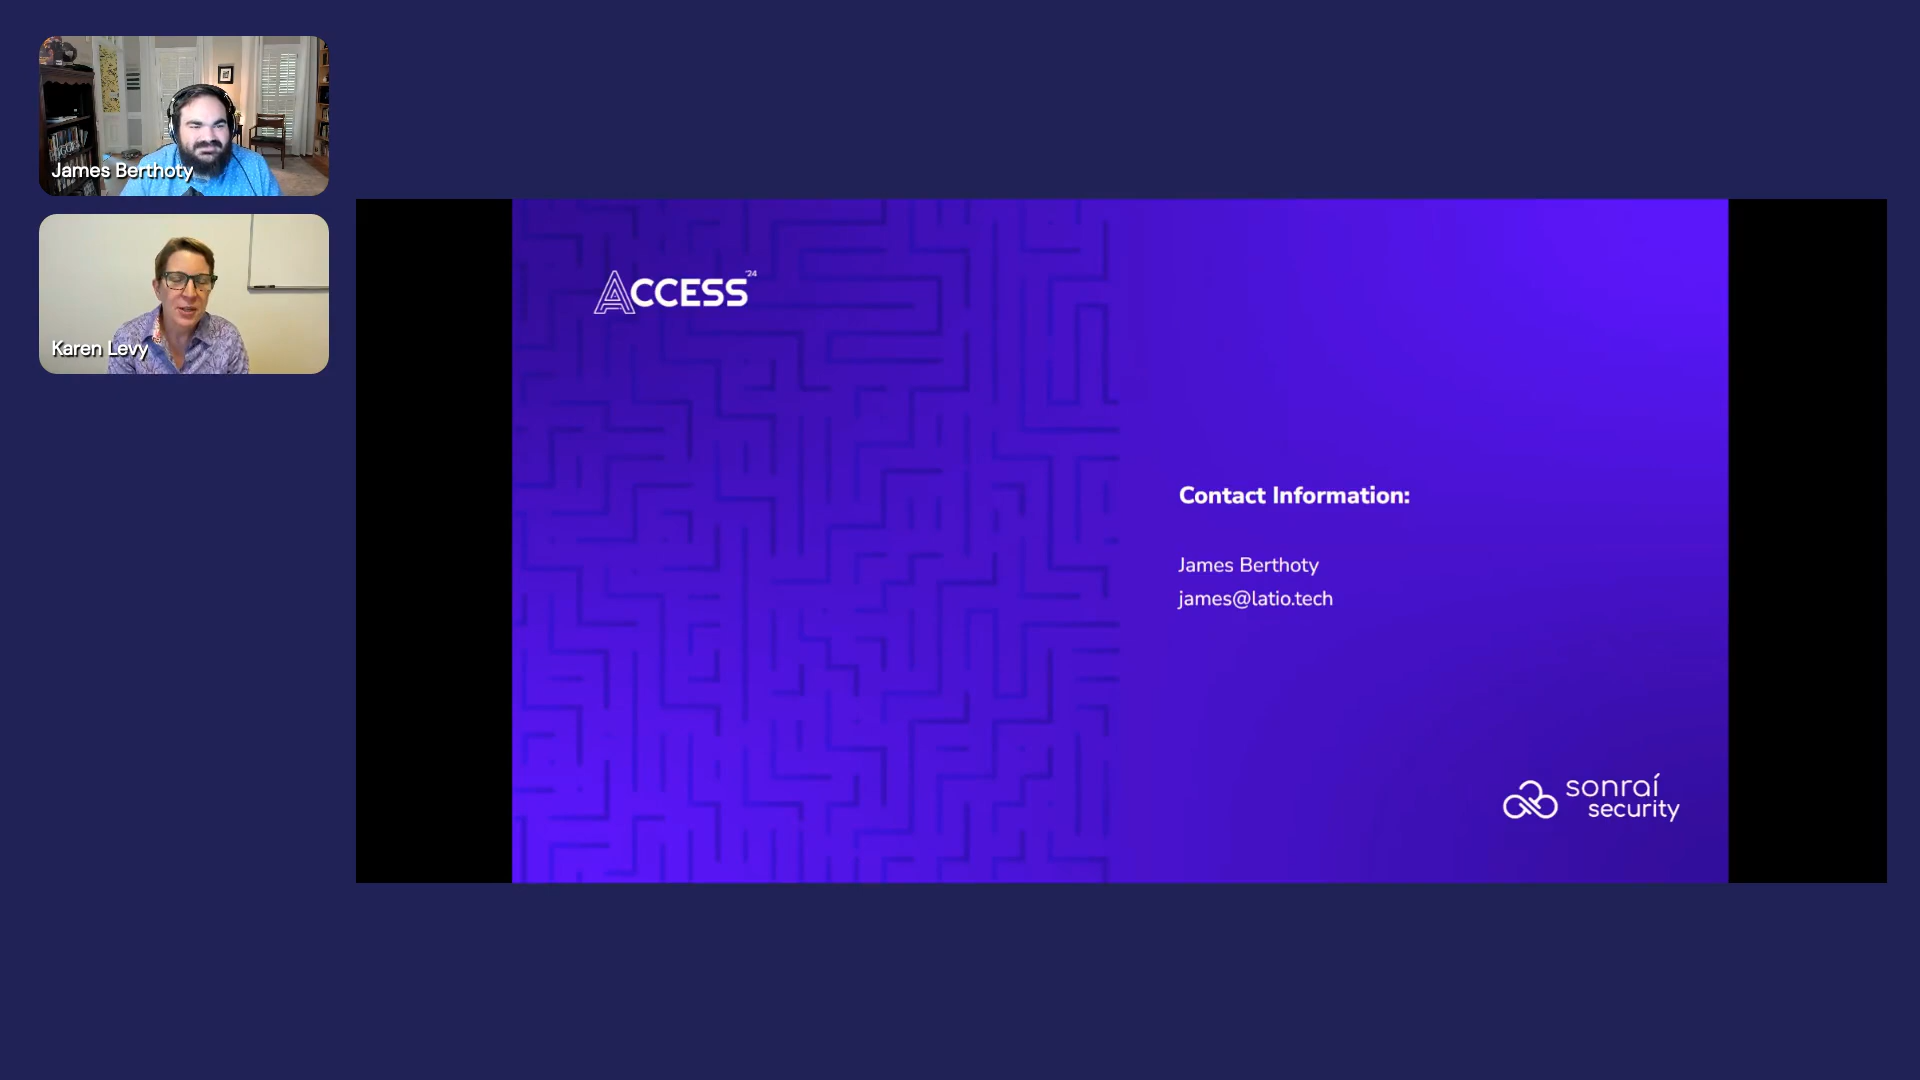 James Berthoty
Karen Levy
ACCESS '24
Contact Information:
James Berthoty
james@latio.tech
sonraí
security